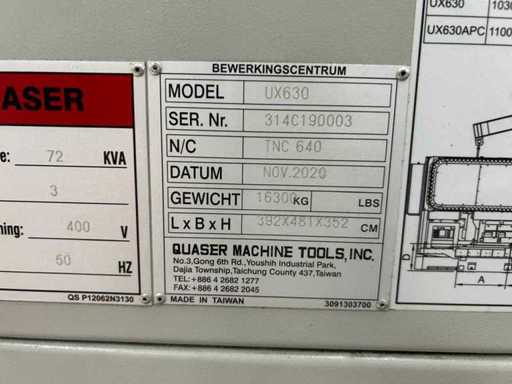 ASER
e: 72 KVA
3
ning: 400 V
50 HZ
QS P12062N3130
BEWERKINGSCENTRUM
MODEL UX630
SER. Nr. 314C190003
N/C TNC 640
DATUM NOV.2020
GEWICHT 16300 KG LBS
L x B x H 392X481X352 CM
QUASER MACHINE TOOLS, INC.
No.3,Gong 6th Rd.,Youshih Industrial Park,
Dajia Township,Taichung County 437,Taiwan
TEL:+886 4 2682 1277
FAX:+886 4 2682 2045
MADE IN TAIWAN 3091303700
UX630 1030
UX630APC 1100
D
A